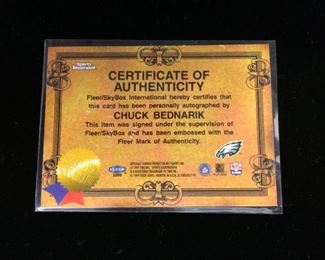 Sports
Illustrated
CERTIFICATE OF
AUTHENTICITY
Fleer/SkyBox International hereby certifies that
this card has been personally autographed by
CHUCK BEDNARIK
This item was signed under the supervision of
Fleer/SkyBox and has been embossed with the
Fleer Mark of Authenticity.